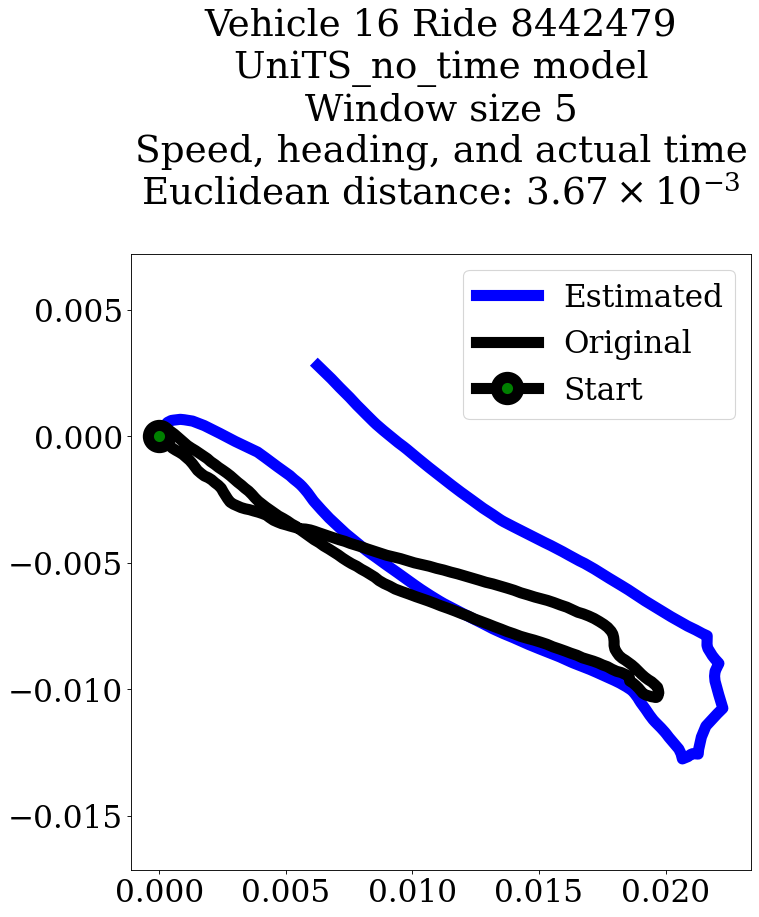 Vehicle 16 Ride 8442479
UniTS_no_time model
Window size 5
Speed, heading, and actual time
Euclidean distance: 3.67 × 10⁻³
Estimated
Original
Start
0.005
0.000
−0.005
−0.010
−0.015
0.000 0.005 0.010 0.015 0.020